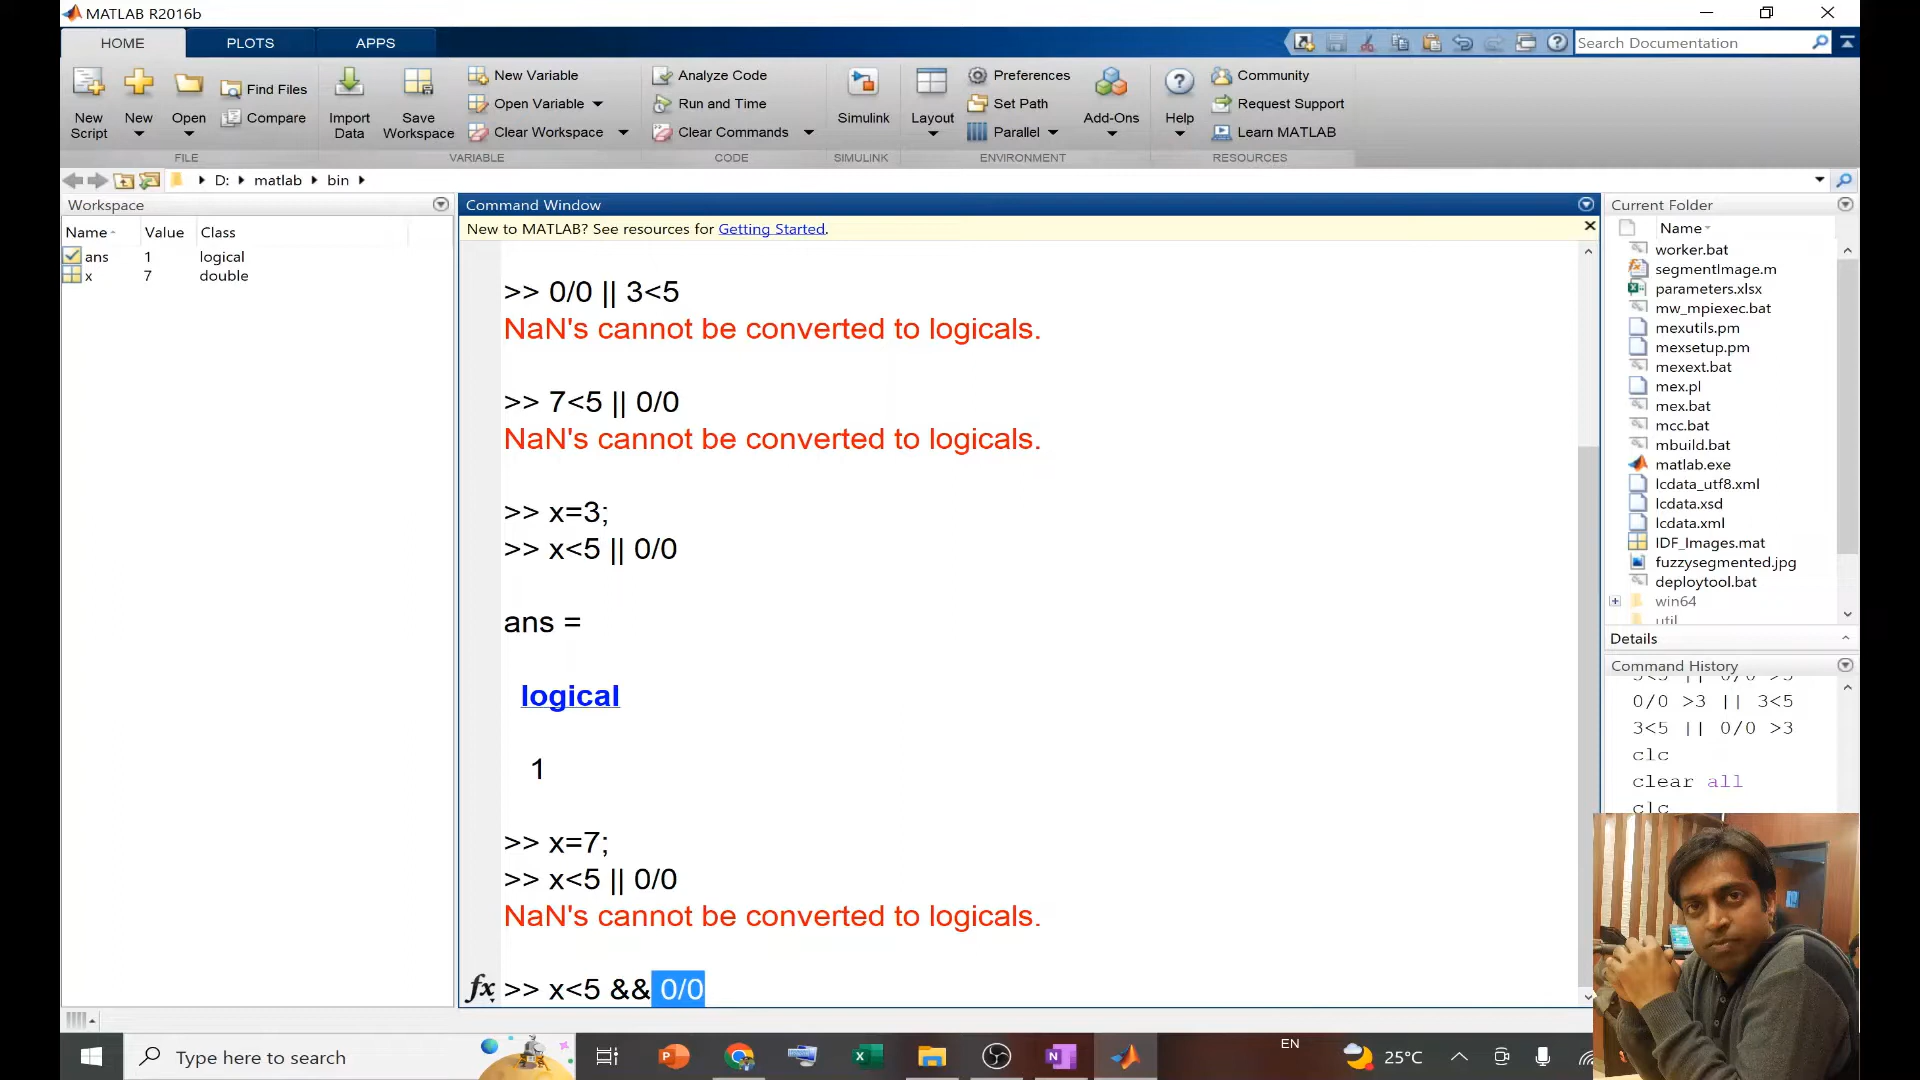 MATLAB R2016b
HOME
PLOTS
APPS
Search Documentation
New Script
New
Open
Find Files
Compare
Import Data
Save Workspace
New Variable
Open Variable
Clear Workspace
Analyze Code
Run and Time
Clear Commands
Simulink
Layout
Preferences
Set Path
Parallel
Add-Ons
Help
Community
Request Support
Learn MATLAB
FILE
VARIABLE
CODE
SIMULINK
ENVIRONMENT
RESOURCES
D: matlab bin
Workspace
Name Value Class
ans 1 logical
x 7 double
Command Window
New to MATLAB? See resources for Getting Started.
>> 0/0 || 3<5
NaN's cannot be converted to logicals.
>> 7<5 || 0/0
NaN's cannot be converted to logicals.
>> x=3;
>> x<5 || 0/0
ans =
logical
1
>> x=7;
>> x<5 || 0/0
NaN's cannot be converted to logicals.
fx >> x<5 && 0/0
Current Folder
Name
worker.bat
segmentImage.m
parameters.xlsx
mw_mpiexec.bat
mexutils.pm
mexsetup.pm
mexext.bat
mex.pl
mex.bat
mcc.bat
mbuild.bat
matlab.exe
lcdata_utf8.xml
lcdata.xsd
lcdata.xml
IDF_Images.mat
fuzzysegmented.jpg
deploytool.bat
win64
util
Details
Command History
3<5 || 0/0 >3
0/0 >3 || 3<5
3<5 || 0/0 >3
clc
clear all
clc
Type here to search
EN
25°C